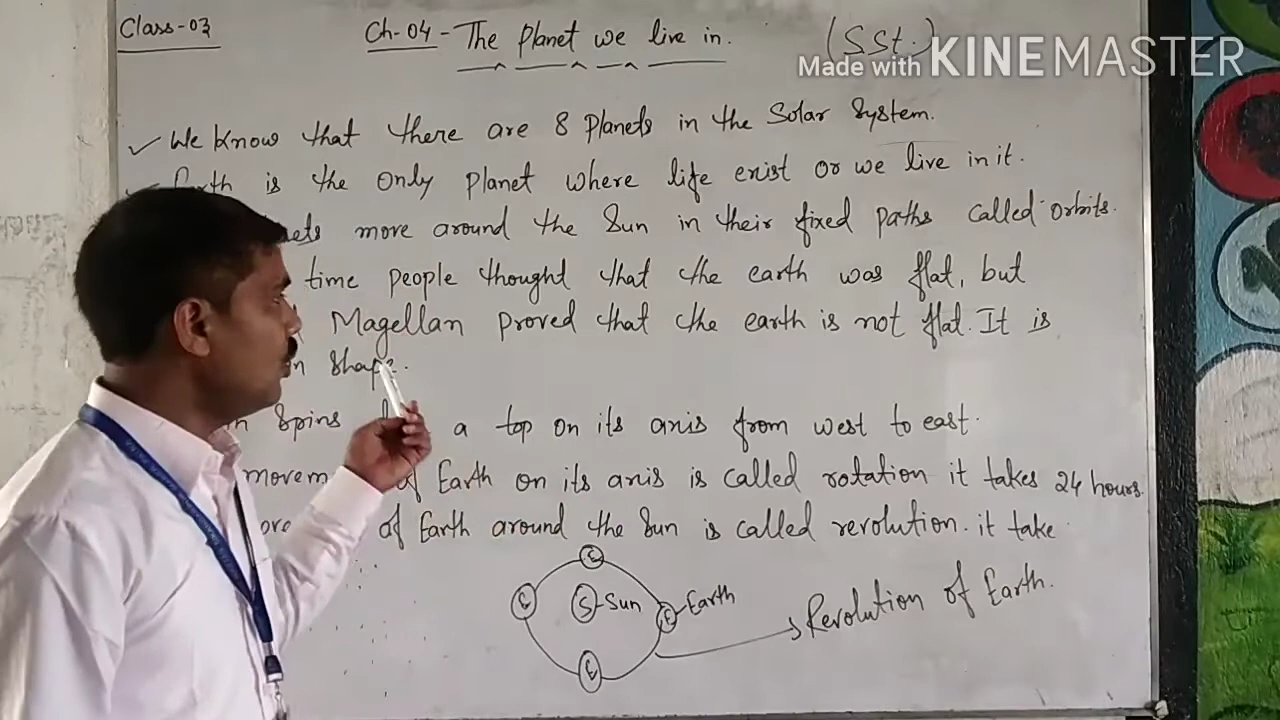 Class-03 Ch-04 - The Planet we live in. (SSt.)
Made with KINEMASTER
We know that there are 8 Planets in the Solar System.
Earth is the only planet where life exist or we live in it.
move around the Sun in their fixed paths called orbits.
time people thought that the earth was flat, but
Magellan proved that the earth is not flat. It is
in shape.
spins a top on its axis from west to east.
of Earth on its axis is called rotation it takes 24 hours.
of Earth around the Sun is called revolution. it take
E
E S-Sun E-Earth Revolution of Earth.
E